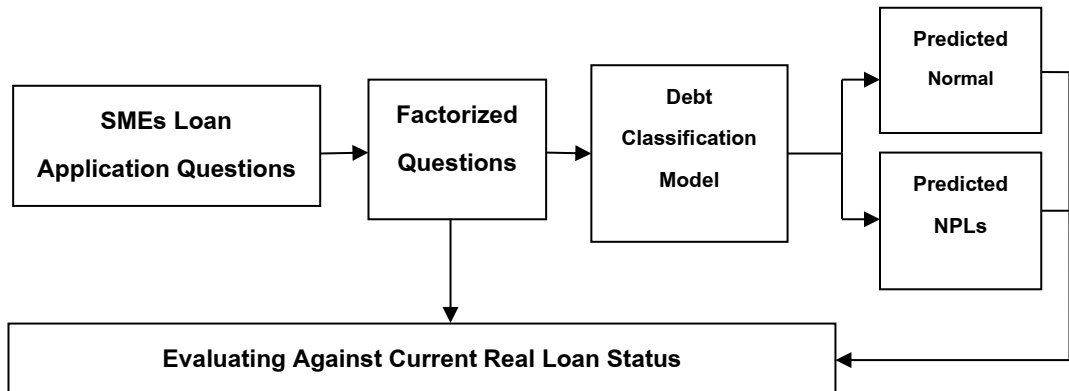 SMEs Loan
Application Questions
Factorized
Questions
Debt
Classification
Model
Predicted
Normal
Predicted
NPLs
Evaluating Against Current Real Loan Status